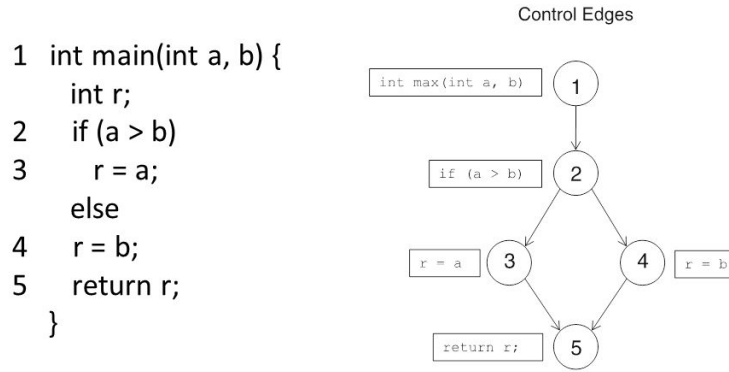 Control Edges
1 int main(int a, b) {
int r;
2 if (a > b)
3 r = a;
else
4 r = b;
5 return r;
}
int max(int a, b)
1
if (a > b)
2
r = a
3
4
r = b
return r;
5